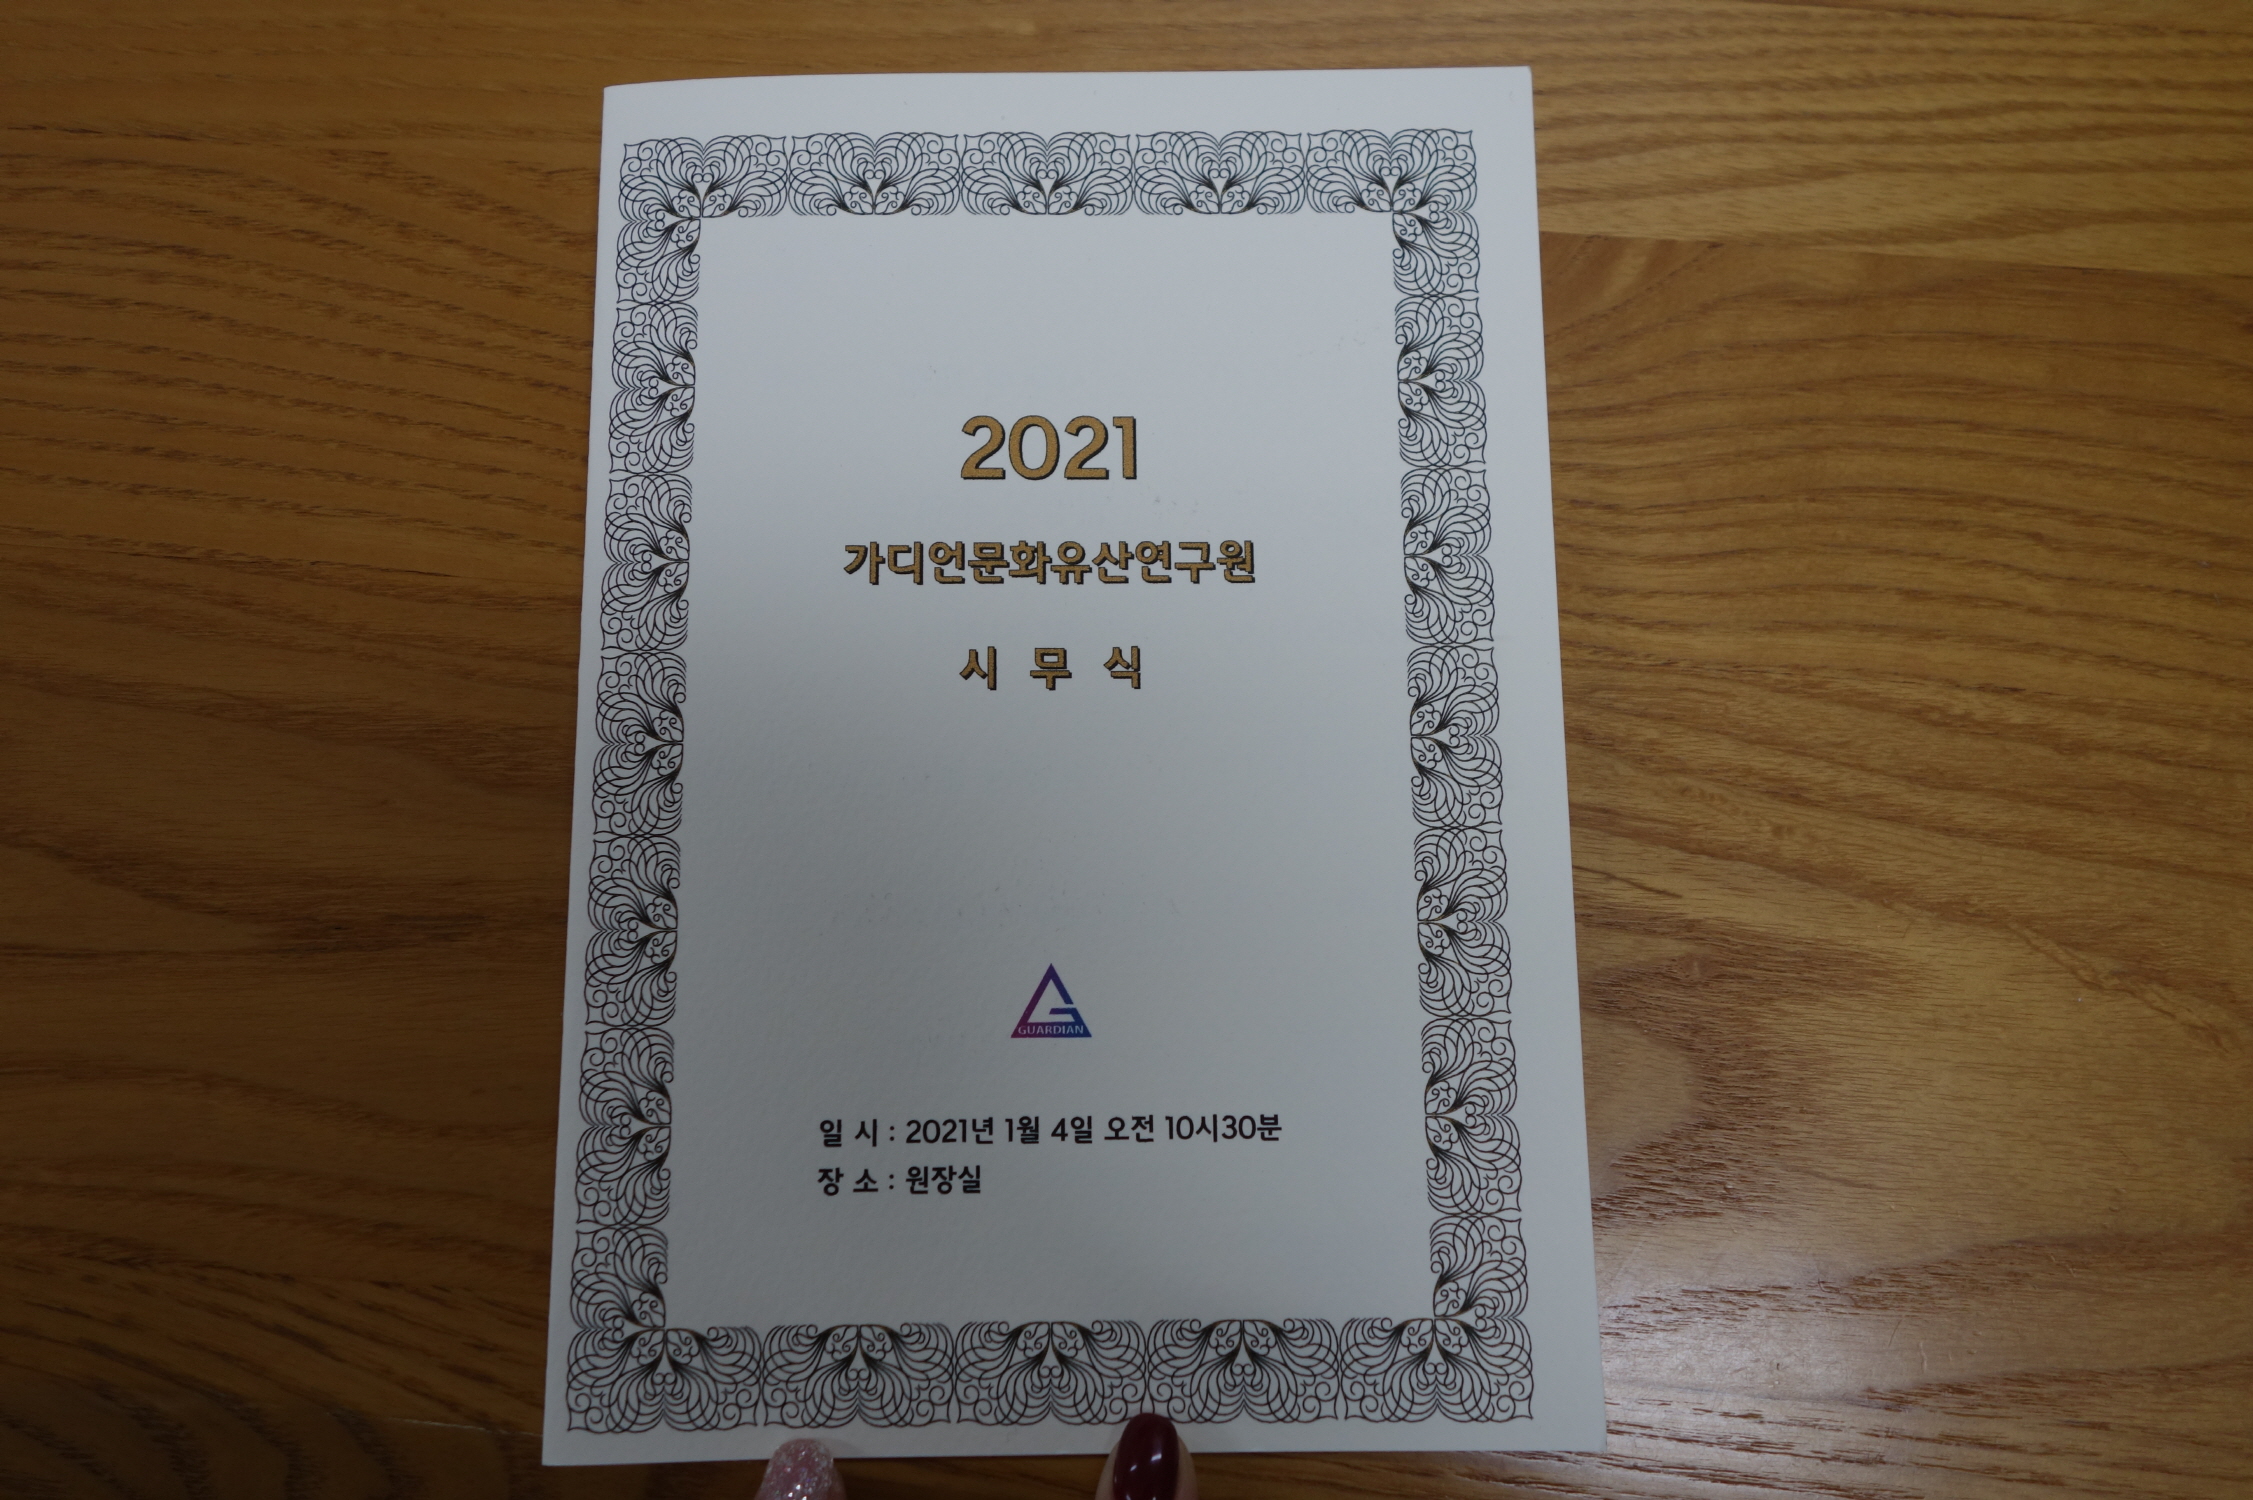 2021
가디언문화유산연구원
시 무 식
GUARDIAN
일 시 : 2021년 1월 4일 오전 10시30분
장 소 : 원장실